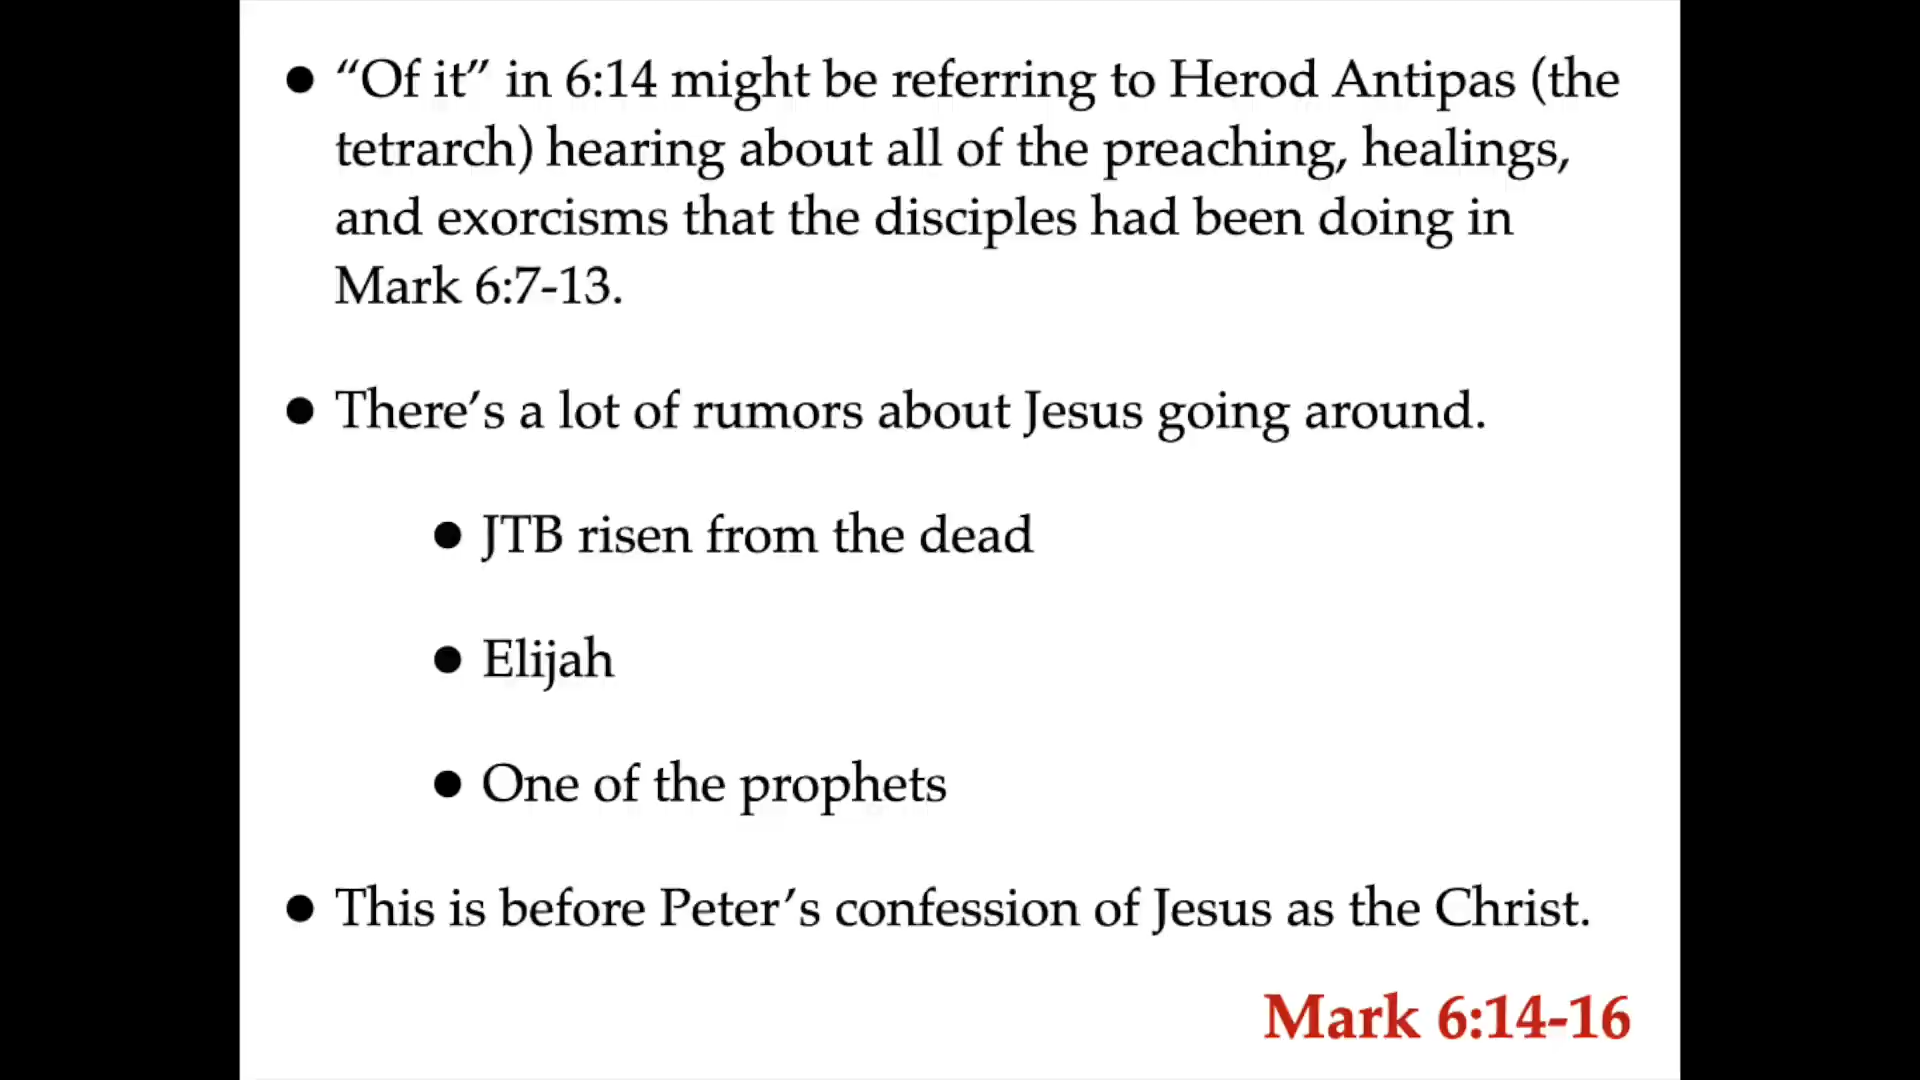 • “Of it” in 6:14 might be referring to Herod Antipas (the
tetrarch) hearing about all of the preaching, healings,
and exorcisms that the disciples had been doing in
Mark 6:7-13.
• There’s a lot of rumors about Jesus going around.
• JTB risen from the dead
• Elijah
• One of the prophets
• This is before Peter’s confession of Jesus as the Christ.
Mark 6:14-16